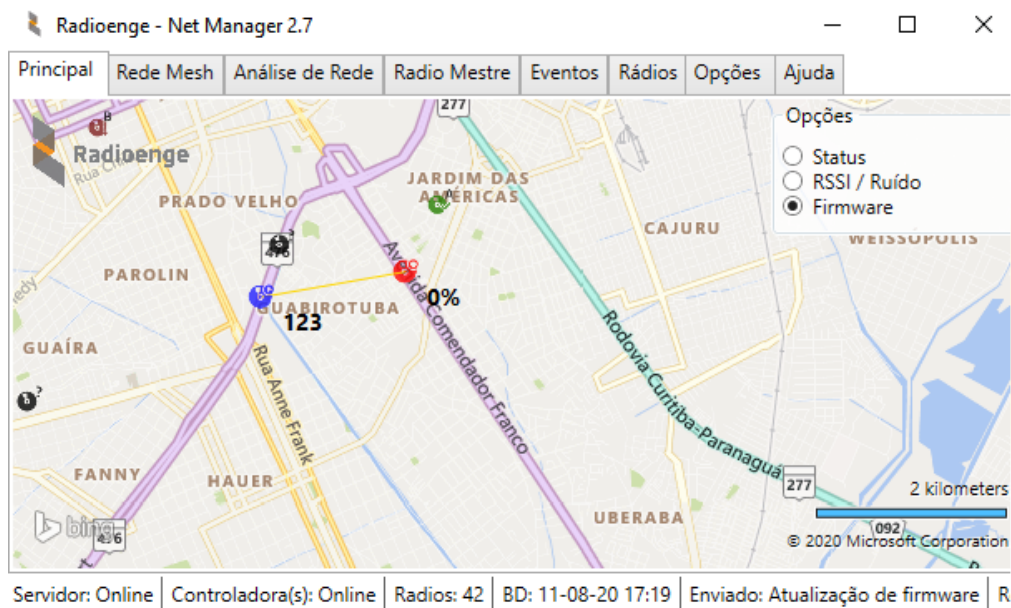 Radioenge - Net Manager 2.7
Principal Rede Mesh Análise de Rede Radio Mestre Eventos Rádios Opções Ajuda
277
Opções
Radioenge
Status
RSSI / Ruído
Firmware
JARDIM DAS
AMÉRICAS
PRADO VELHO
CAJURU
WEISSÓPOLIS
476
PAROLIN
GUABIROTUBA
0%
123
GUAÍRA
Avenida Comendador Franco
Rodovia Curitiba-Paranaguá
Rua Anne Frank
FANNY
HAUER
277
2 kilometers
UBERABA
092
bing
476
© 2020 Microsoft Corporation
Servidor: Online Controladora(s): Online Radios: 42 BD: 11-08-20 17:19 Enviado: Atualização de firmware